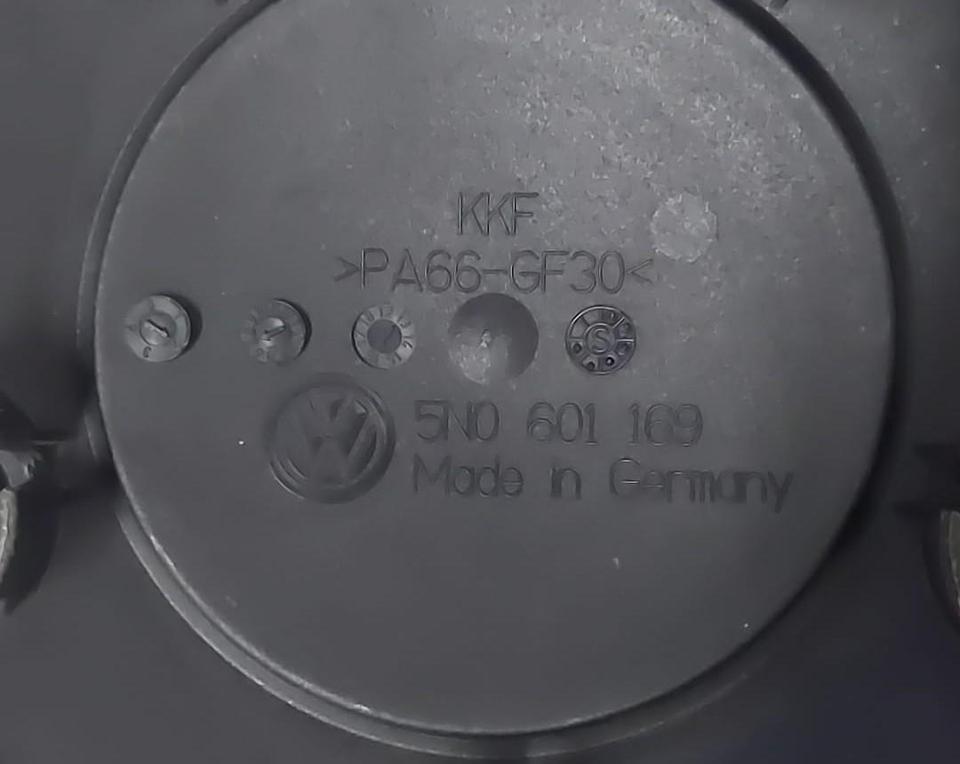 KKF
>PA66-GF30<
S
5N0 601 169
Made in Germany